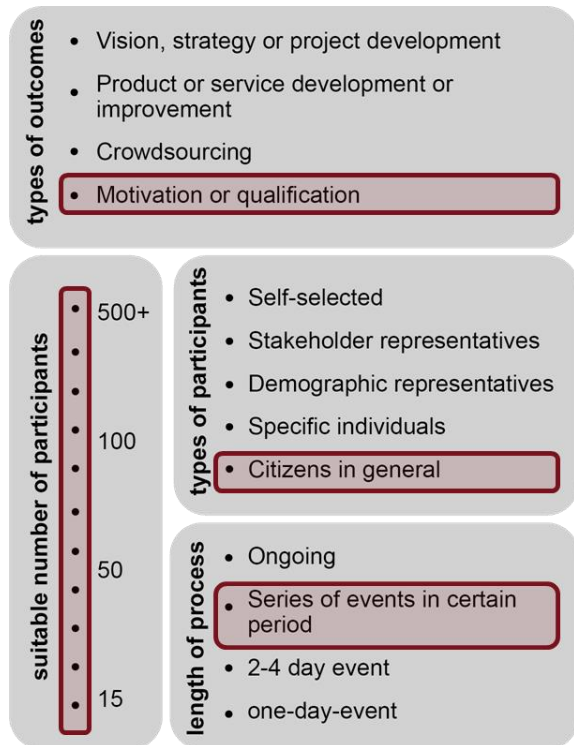 types of outcomes
• Vision, strategy or project development
• Product or service development or
improvement
• Crowdsourcing
• Motivation or qualification
suitable number of participants
500+
100
50
15
types of participants
• Self-selected
• Stakeholder representatives
• Demographic representatives
• Specific individuals
• Citizens in general
length of process
• Ongoing
• Series of events in certain
period
• 2-4 day event
• one-day-event